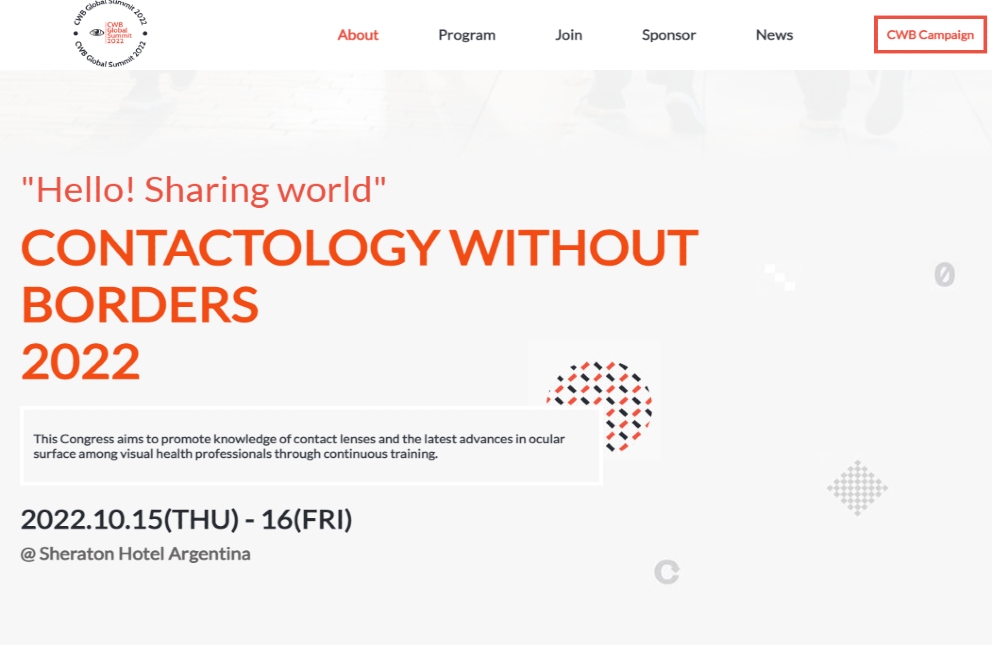 CWB Global Summit 2022
CWB
Global
Summit
2022
CWB Global Summit 2022
About
Program
Join
Sponsor
News
CWB Campaign
"Hello! Sharing world"
CONTACTOLOGY WITHOUT
BORDERS
2022
This Congress aims to promote knowledge of contact lenses and the latest advances in ocular
surface among visual health professionals through continuous training.
2022.10.15(THU) - 16(FRI)
@ Sheraton Hotel Argentina
0
C